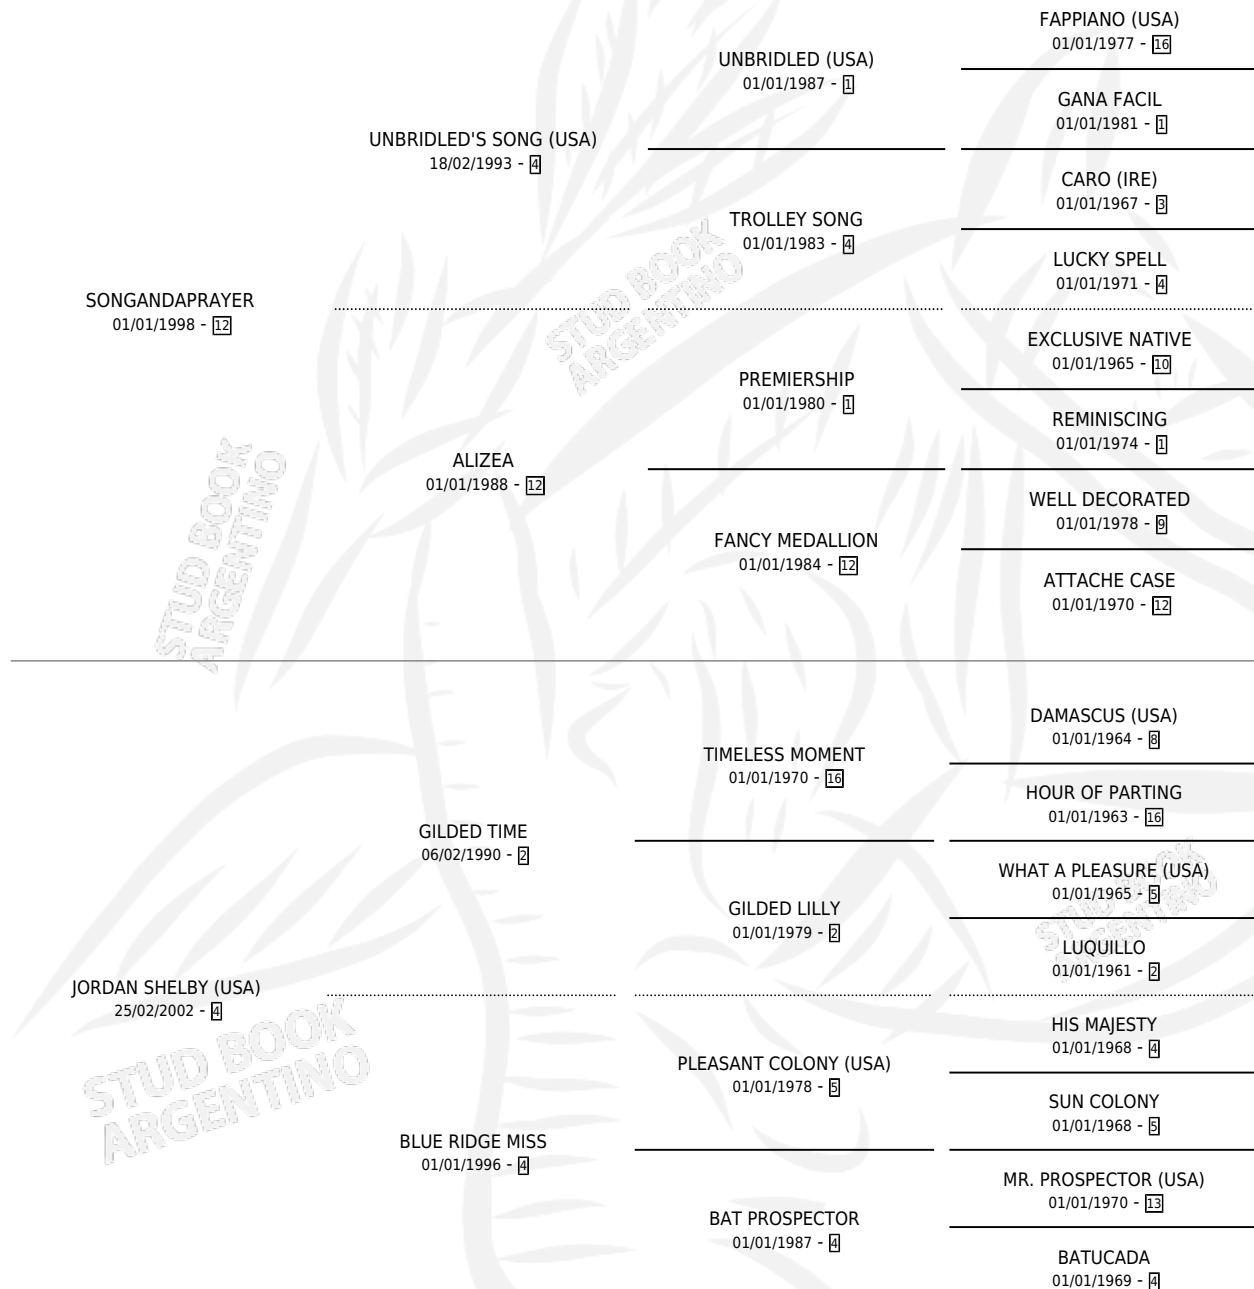 FAPPIANO (USA)
01/01/1977 - 16
UNBRIDLED (USA)
01/01/1987 - 1
GANA FACIL
01/01/1981 - 1
UNBRIDLED'S SONG (USA)
18/02/1993 - 4
CARO (IRE)
01/01/1967 - 3
TROLLEY SONG
01/01/1983 - 4
LUCKY SPELL
01/01/1971 - 4
SONGANDAPRAYER
01/01/1998 - 12
EXCLUSIVE NATIVE
01/01/1965 - 10
PREMIERSHIP
01/01/1980 - 1
REMINISCING
01/01/1974 - 1
ALIZEA
01/01/1988 - 12
WELL DECORATED
01/01/1978 - 9
FANCY MEDALLION
01/01/1984 - 12
ATTACHE CASE
01/01/1970 - 12
DAMASCUS (USA)
01/01/1964 - 8
TIMELESS MOMENT
01/01/1970 - 16
HOUR OF PARTING
01/01/1963 - 16
GILDED TIME
06/02/1990 - 2
WHAT A PLEASURE (USA)
01/01/1965 - 5
GILDED LILLY
01/01/1979 - 2
LUQUILLO
01/01/1961 - 2
JORDAN SHELBY (USA)
25/02/2002 - 4
HIS MAJESTY
01/01/1968 - 4
PLEASANT COLONY (USA)
01/01/1978 - 5
SUN COLONY
01/01/1968 - 5
BLUE RIDGE MISS
01/01/1996 - 4
MR. PROSPECTOR (USA)
01/01/1970 - 13
BAT PROSPECTOR
01/01/1987 - 4
BATUCADA
01/01/1969 - 4
STUD BOOK
ARGENTINO
STUD BOOK
ARGENTINO
STUD BOOK
ARGENTINO
STUD BOOK
ARGENTINO